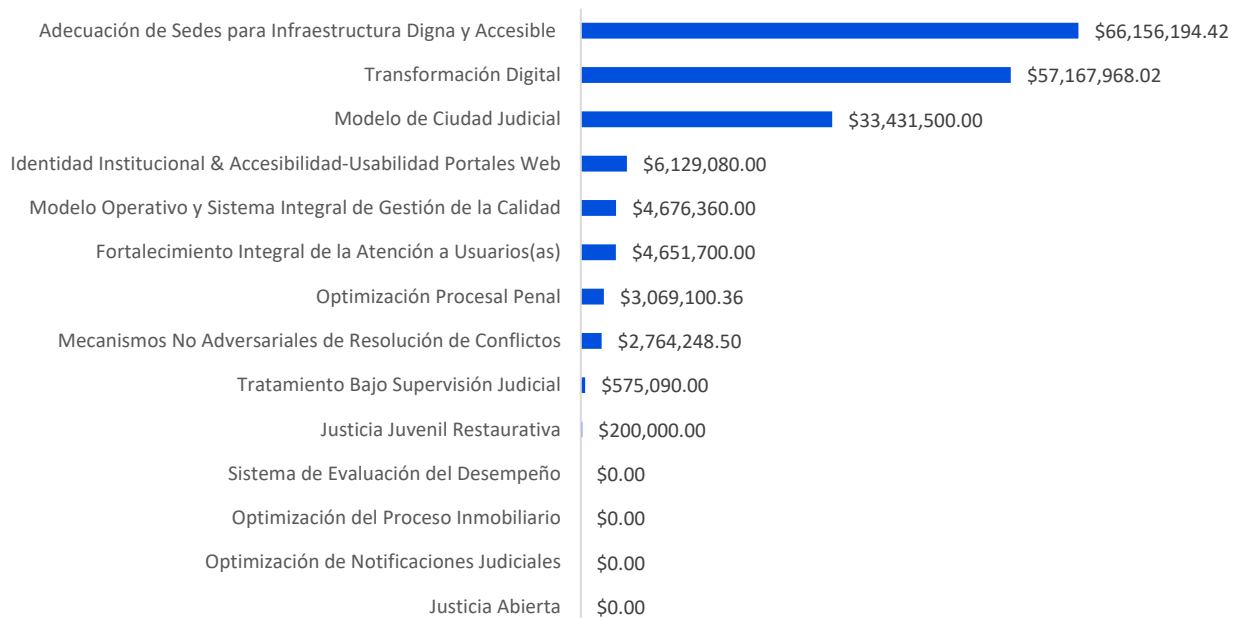 Adecuación de Sedes para Infraestructura Digna y Accesible $66,156,194.42
Transformación Digital $57,167,968.02
Modelo de Ciudad Judicial $33,431,500.00
Identidad Institucional & Accesibilidad-Usabilidad Portales Web $6,129,080.00
Modelo Operativo y Sistema Integral de Gestión de la Calidad $4,676,360.00
Fortalecimiento Integral de la Atención a Usuarios(as) $4,651,700.00
Optimización Procesal Penal $3,069,100.36
Mecanismos No Adversariales de Resolución de Conflictos $2,764,248.50
Tratamiento Bajo Supervisión Judicial $575,090.00
Justicia Juvenil Restaurativa $200,000.00
Sistema de Evaluación del Desempeño $0.00
Optimización del Proceso Inmobiliario $0.00
Optimización de Notificaciones Judiciales $0.00
Justicia Abierta $0.00